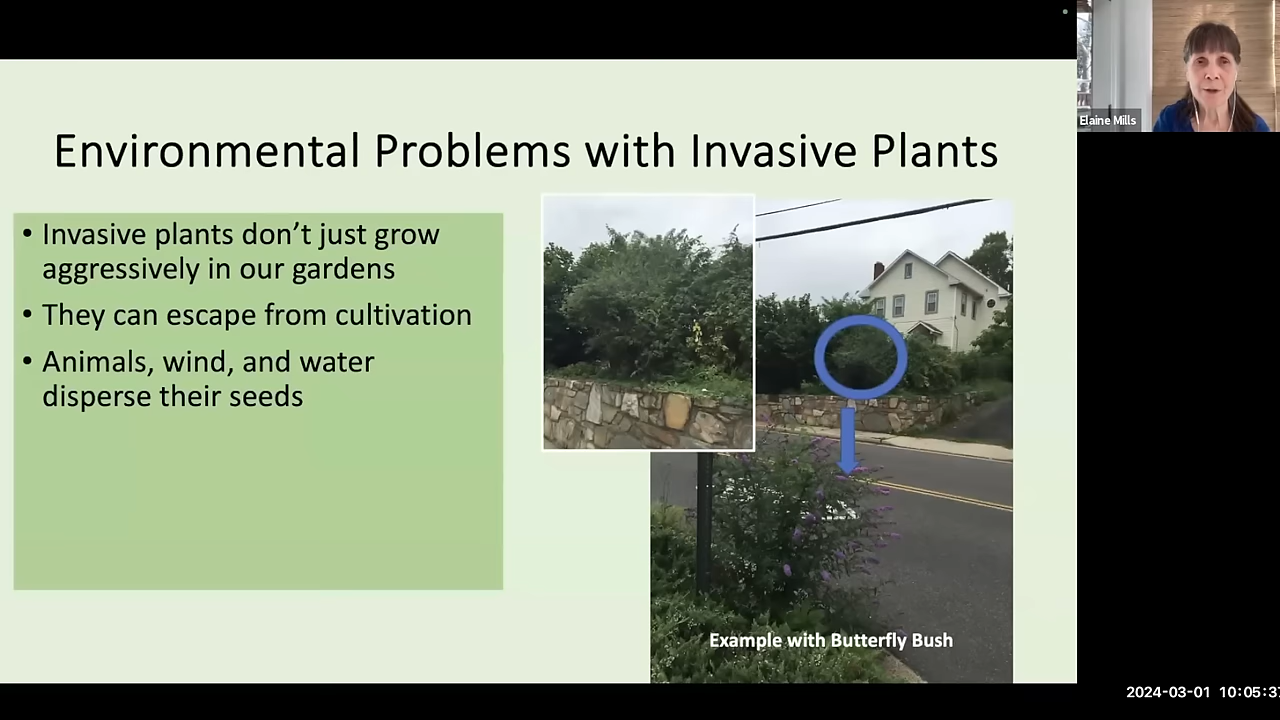 Elaine Mills
Environmental Problems with Invasive Plants
• Invasive plants don’t just grow
aggressively in our gardens
• They can escape from cultivation
• Animals, wind, and water
disperse their seeds
Example with Butterfly Bush
2024-03-01 10:05:37